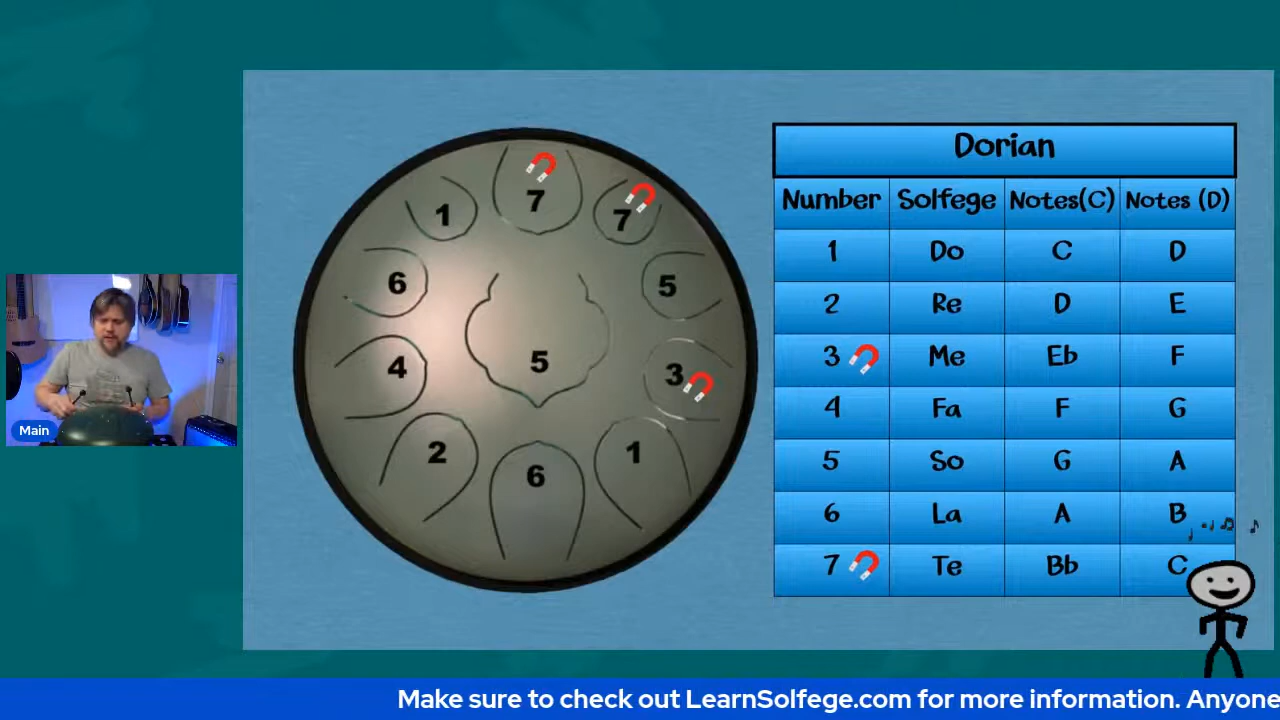 Dorian
Number Solfege Notes(C) Notes (D)
1 Do C D
2 Re D E
3 Me Eb F
4 Fa F G
5 So G A
6 La A B
7 Te Bb C
7
1
7
6
5
5
4
3
2
1
6
Main
Make sure to check out LearnSolfege.com for more information. Anyone